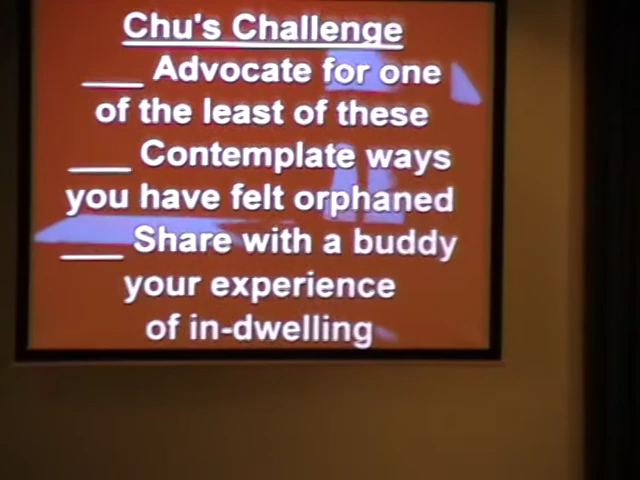 Chu's Challenge
___ Advocate for one
of the least of these
___ Contemplate ways
you have felt orphaned
___ Share with a buddy
your experience
of in-dwelling